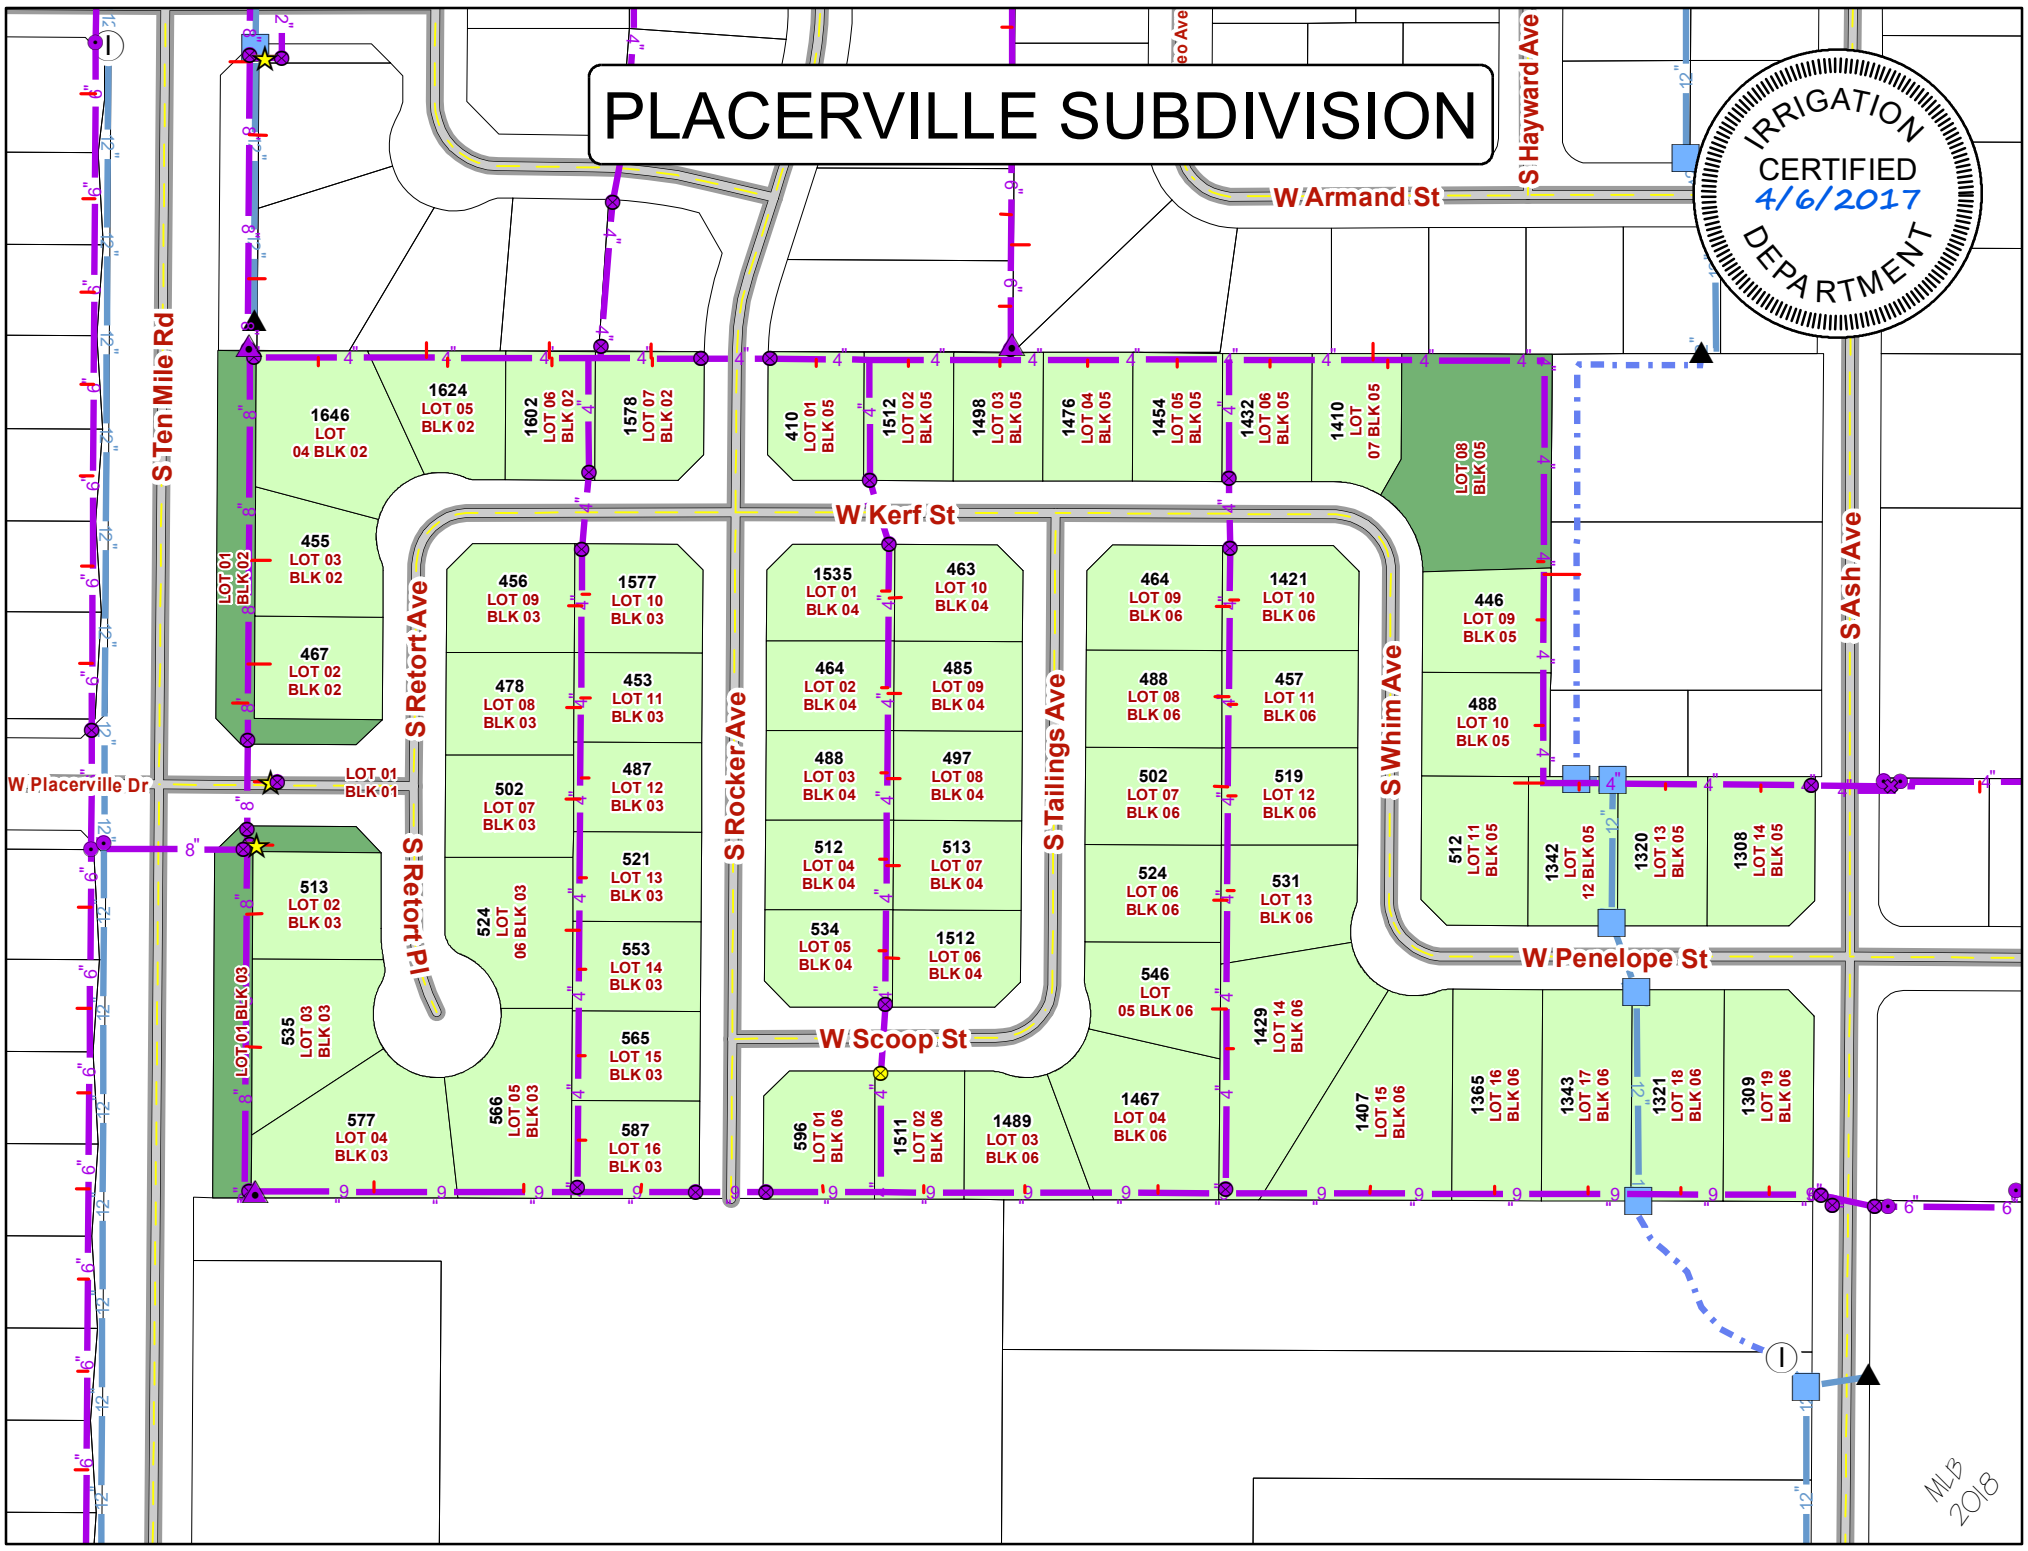 PLACERVILLE SUBDIVISION
IRRIGATION
CERTIFIED
4/6/2017
DEPARTMENT
eo Ave
S Hayward Ave
W Armand St
S Ten Mile Rd
1646
LOT
04 BLK 02
1624
LOT 05
BLK 02
1602
LOT 06
BLK 02
1578
LOT 07
BLK 02
410
LOT 01
BLK 05
1512
LOT 02
BLK 05
1498
LOT 03
BLK 05
1476
LOT 04
BLK 05
1454
LOT 05
BLK 05
1432
LOT 06
BLK 05
1410
LOT
07 BLK 05
LOT 08
BLK 05
W Kerf St
455
LOT 03
BLK 02
LOT 01
BLK 02
467
LOT 02
BLK 02
S Retort Ave
456
LOT 09
BLK 03
1577
LOT 10
BLK 03
1535
LOT 01
BLK 04
463
LOT 10
BLK 04
464
LOT 09
BLK 06
1421
LOT 10
BLK 06
446
LOT 09
BLK 05
S Ash Ave
478
LOT 08
BLK 03
453
LOT 11
BLK 03
S Rocker Ave
464
LOT 02
BLK 04
485
LOT 09
BLK 04
S Tailings Ave
488
LOT 08
BLK 06
457
LOT 11
BLK 06
S Whim Ave
488
LOT 10
BLK 05
W Placerville Dr
LOT 01
BLK 01
502
LOT 07
BLK 03
487
LOT 12
BLK 03
488
LOT 03
BLK 04
497
LOT 08
BLK 04
502
LOT 07
BLK 06
519
LOT 12
BLK 06
512
LOT 11
BLK 05
1342
LOT
12 BLK 05
1320
LOT 13
BLK 05
1308
LOT 14
BLK 05
S Retort Pl
513
LOT 02
BLK 03
524
LOT
06 BLK 03
521
LOT 13
BLK 03
512
LOT 04
BLK 04
513
LOT 07
BLK 04
524
LOT 06
BLK 06
531
LOT 13
BLK 06
553
LOT 14
BLK 03
534
LOT 05
BLK 04
1512
LOT 06
BLK 04
W Penelope St
LOT 01 BLK 03
535
LOT 03
BLK 03
546
LOT
05 BLK 06
1429
LOT 14
BLK 06
565
LOT 15
BLK 03
W Scoop St
577
LOT 04
BLK 03
566
LOT 05
BLK 03
587
LOT 16
BLK 03
596
LOT 01
BLK 06
1511
LOT 02
BLK 06
1489
LOT 03
BLK 06
1467
LOT 04
BLK 06
1407
LOT 15
BLK 06
1365
LOT 16
BLK 06
1343
LOT 17
BLK 06
1321
LOT 18
BLK 06
1309
LOT 19
BLK 06
8"
4"
6"
12"
I
MLB
2018